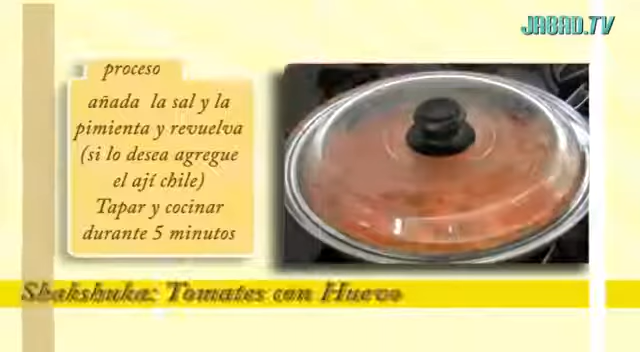 JABAD.TV
proceso
añada la sal y la
pimienta y revuelva
(si lo desea agregue
el ají chile)
Tapar y cocinar
durante 5 minutos
Shakshuka: Tomates con Huevo